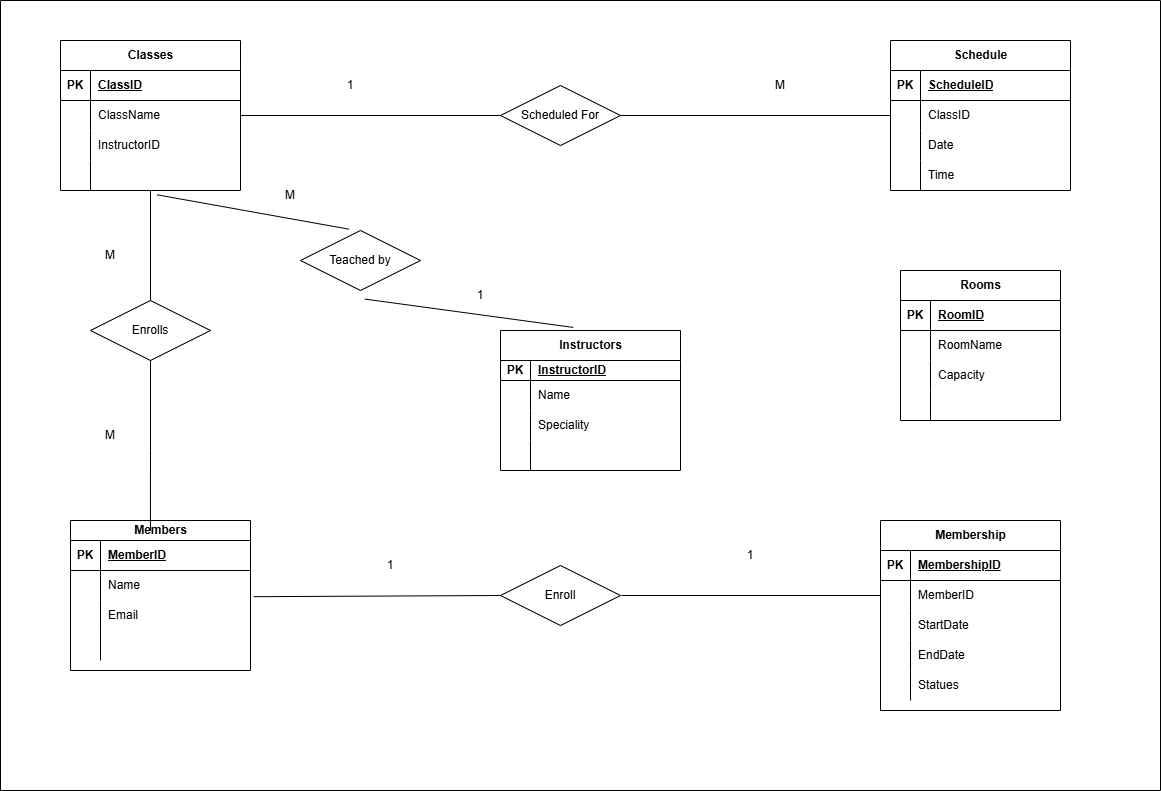 Classes
PK ClassID
ClassName
InstructorID
1
Scheduled For
M
Schedule
PK ScheduleID
ClassID
Date
Time
M
Teached by
1
M
Enrolls
M
Instructors
PK InstructorID
Name
Speciality
Rooms
PK RoomID
RoomName
Capacity
Members
PK MemberID
Name
Email
1
Enroll
1
Membership
PK MembershipID
MemberID
StartDate
EndDate
Statues